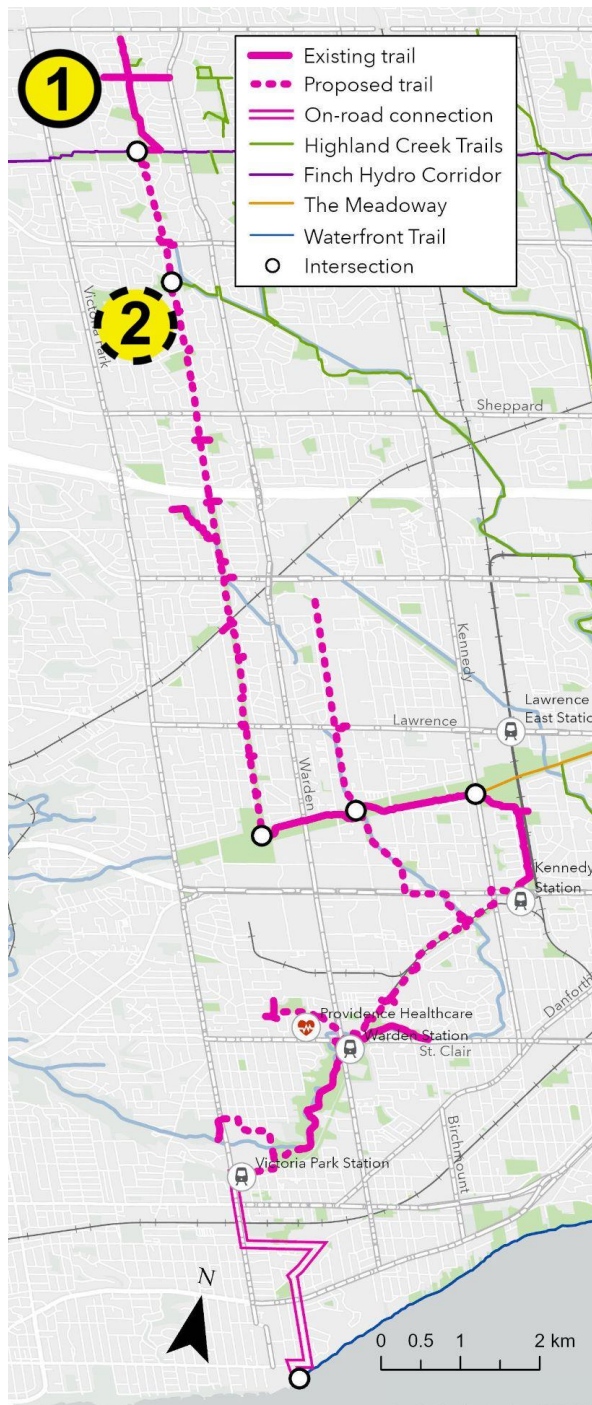 1
Existing trail
Proposed trail
On-road connection
Highland Creek Trails
Finch Hydro Corridor
The Meadoway
Waterfront Trail
Intersection
Victoria Park
2
Sheppard
Kennedy
Lawrence
East Statio
Lawrence
Warden
Kennedy
Station
Danforth
Providence Healthcare
Warden Station
St. Clair
Birchmount
Victoria Park Station
N
0 0.5 1 2 km